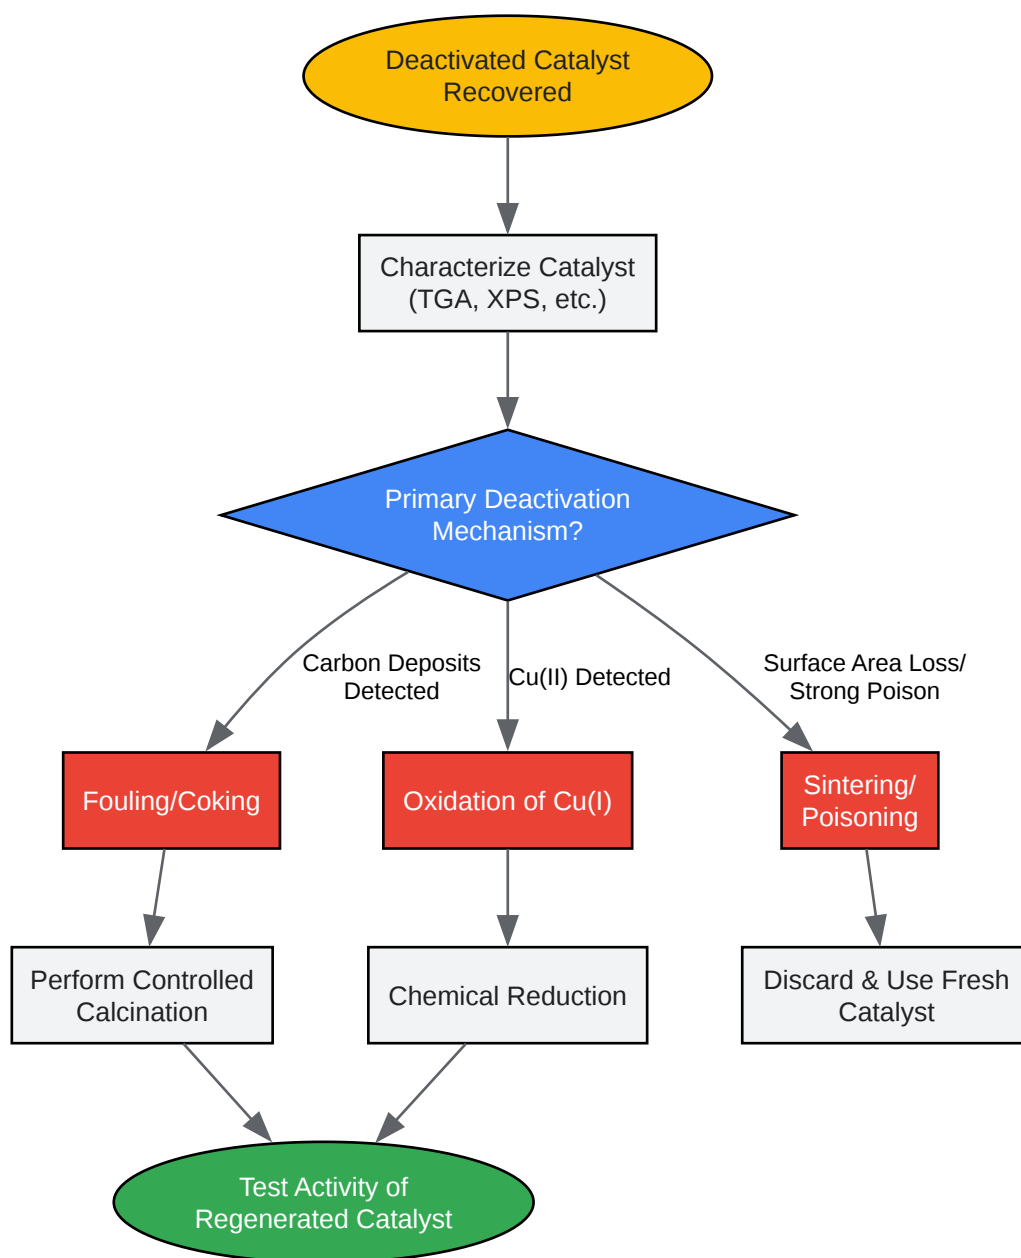 Deactivated Catalyst
Recovered
Characterize Catalyst
(TGA, XPS, etc.)
Primary Deactivation
Mechanism?
Carbon Deposits
Detected
Cu(II) Detected
Surface Area Loss/
Strong Poison
Fouling/Coking
Oxidation of Cu(I)
Sintering/
Poisoning
Perform Controlled
Calcination
Chemical Reduction
Discard & Use Fresh
Catalyst
Test Activity of
Regenerated Catalyst